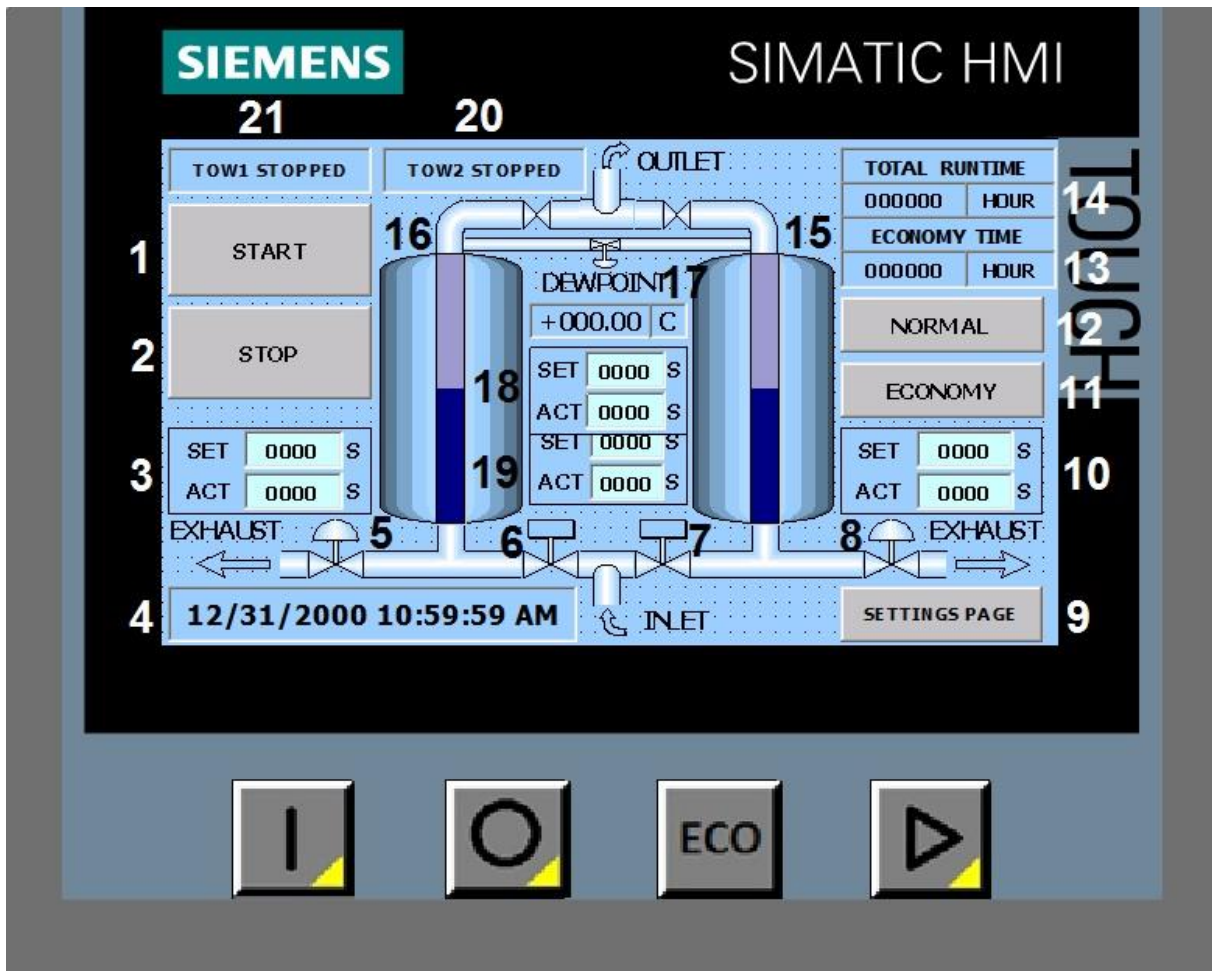 SIEMENS
SIMATIC HMI
TOUCH
21
20
TOW1 STOPPED
TOW2 STOPPED
OUTLET
TOTAL RUNTIME
000000 HOUR
14
1
START
16
15
ECONOMY TIME
000000 HOUR
13
DEWPOINT
17
+000.00 C
NORMAL
12
2
STOP
SET 0000 S
18
ACT 0000 S
ECONOMY
11
3
SET 0000 S
ACT 0000 S
19
SET 0000 S
ACT 0000 S
SET 0000 S
ACT 0000 S
10
EXHAUST
5
6
7
8
EXHAUST
4
12/31/2000 10:59:59 AM
INLET
SETTINGS PAGE
9
I
O
ECO